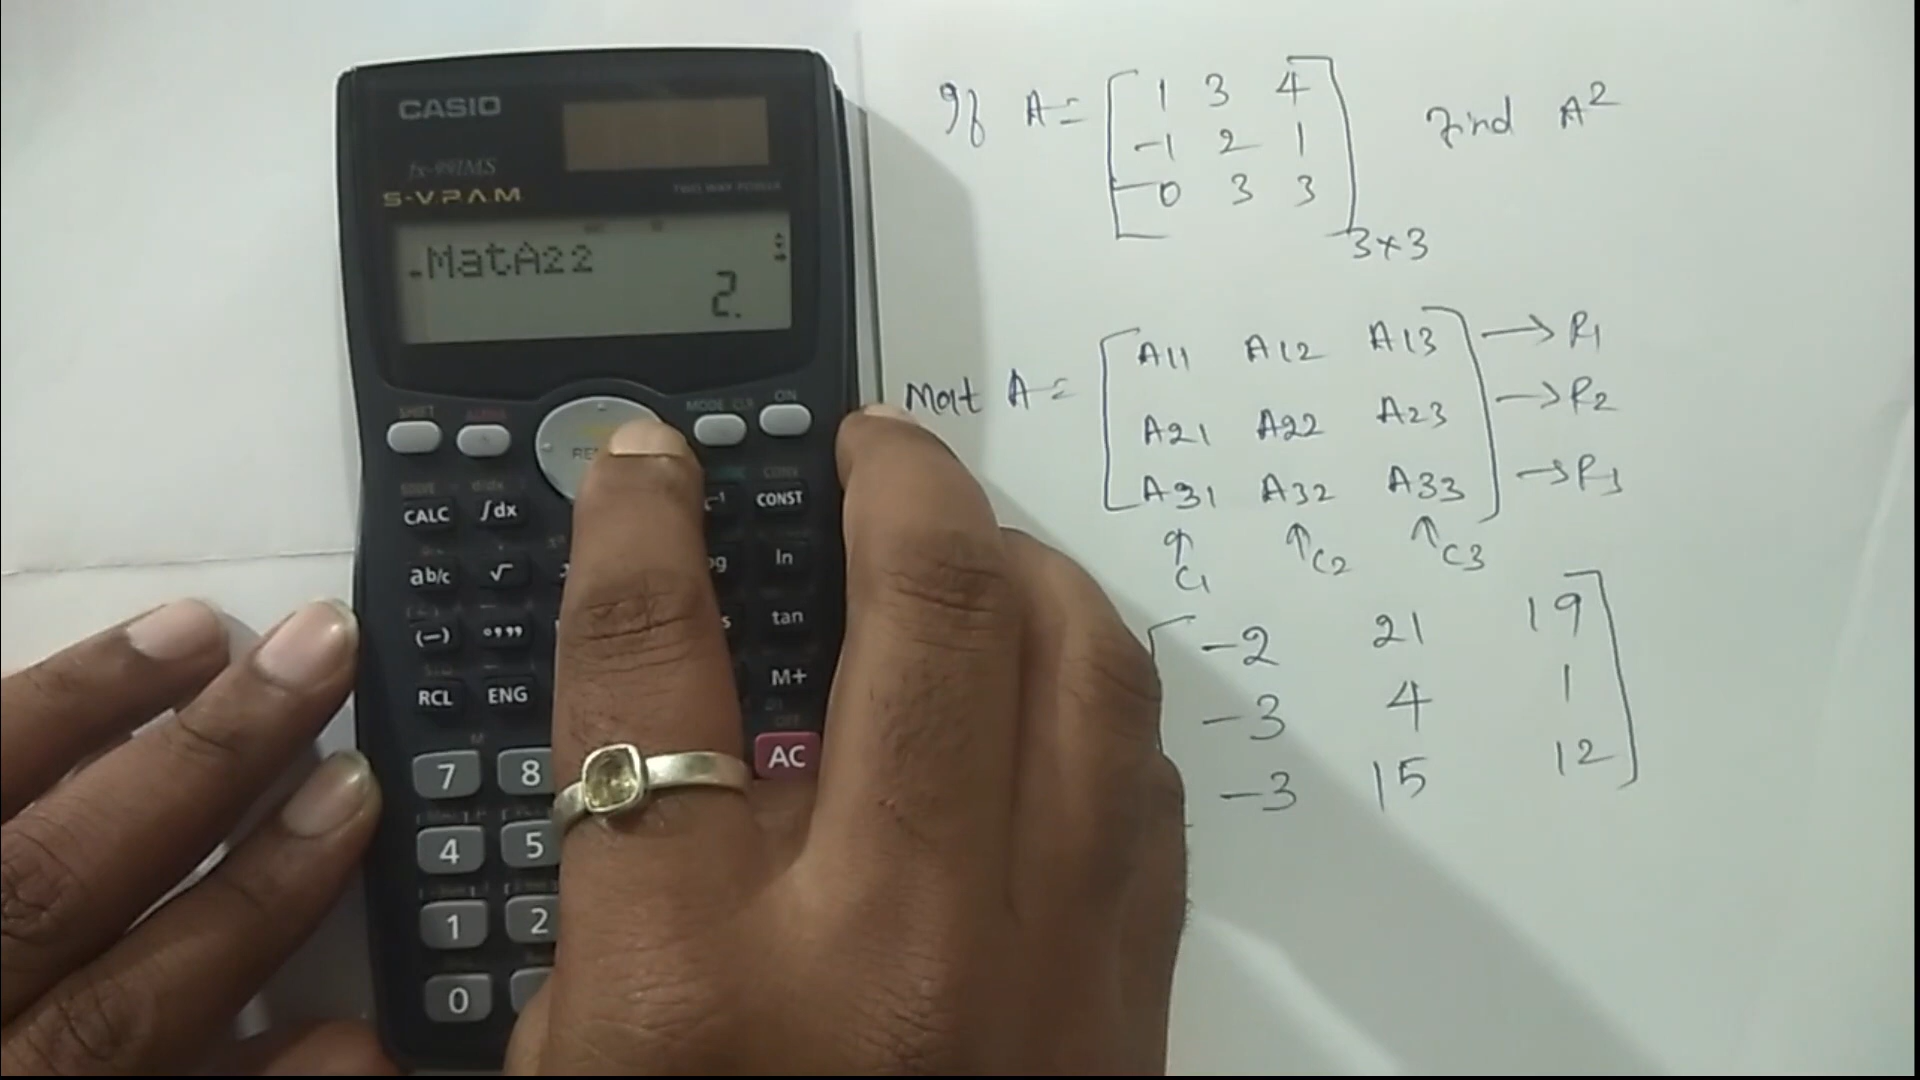 CASIO
fx-991MS
S-V.P.A.M.
TWO WAY POWER
MatA22
2.
SHIFT ALPHA MODE CLR ON
CALC ∫dx CONST
ab/c √ ln
(−) °,,, tan
RCL ENG M+
7 8 AC
4 5
1 2
0
If A = 1 3 4 Find A²
-1 2 1
0 3 3
3×3
Mat A = A11 A12 A13 → R1
A21 A22 A23 → R2
A31 A32 A33 → R3
↑ ↑ ↑
C1 C2 C3
-2 21 19
-3 4 1
-3 15 12